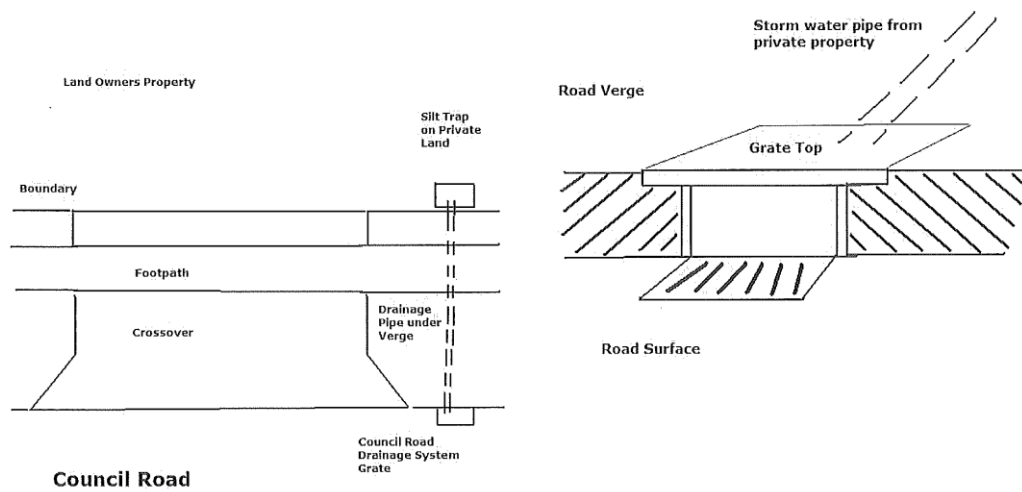 Land Owners Property
Silt Trap
on Private
Land
Boundary
Footpath
Crossover
Drainage
Pipe under
Verge
Council Road
Drainage System
Grate
Council Road
Storm water pipe from
private property
Road Verge
Grate Top
Road Surface